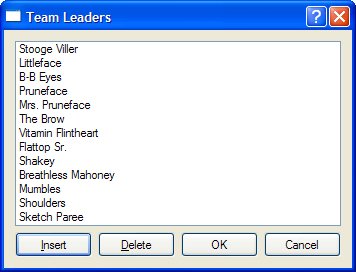 Team Leaders
Stooge Viller
Littleface
B-B Eyes
Pruneface
Mrs. Pruneface
The Brow
Vitamin Flintheart
Flattop Sr.
Shakey
Breathless Mahoney
Mumbles
Shoulders
Sketch Paree
Insert Delete OK Cancel